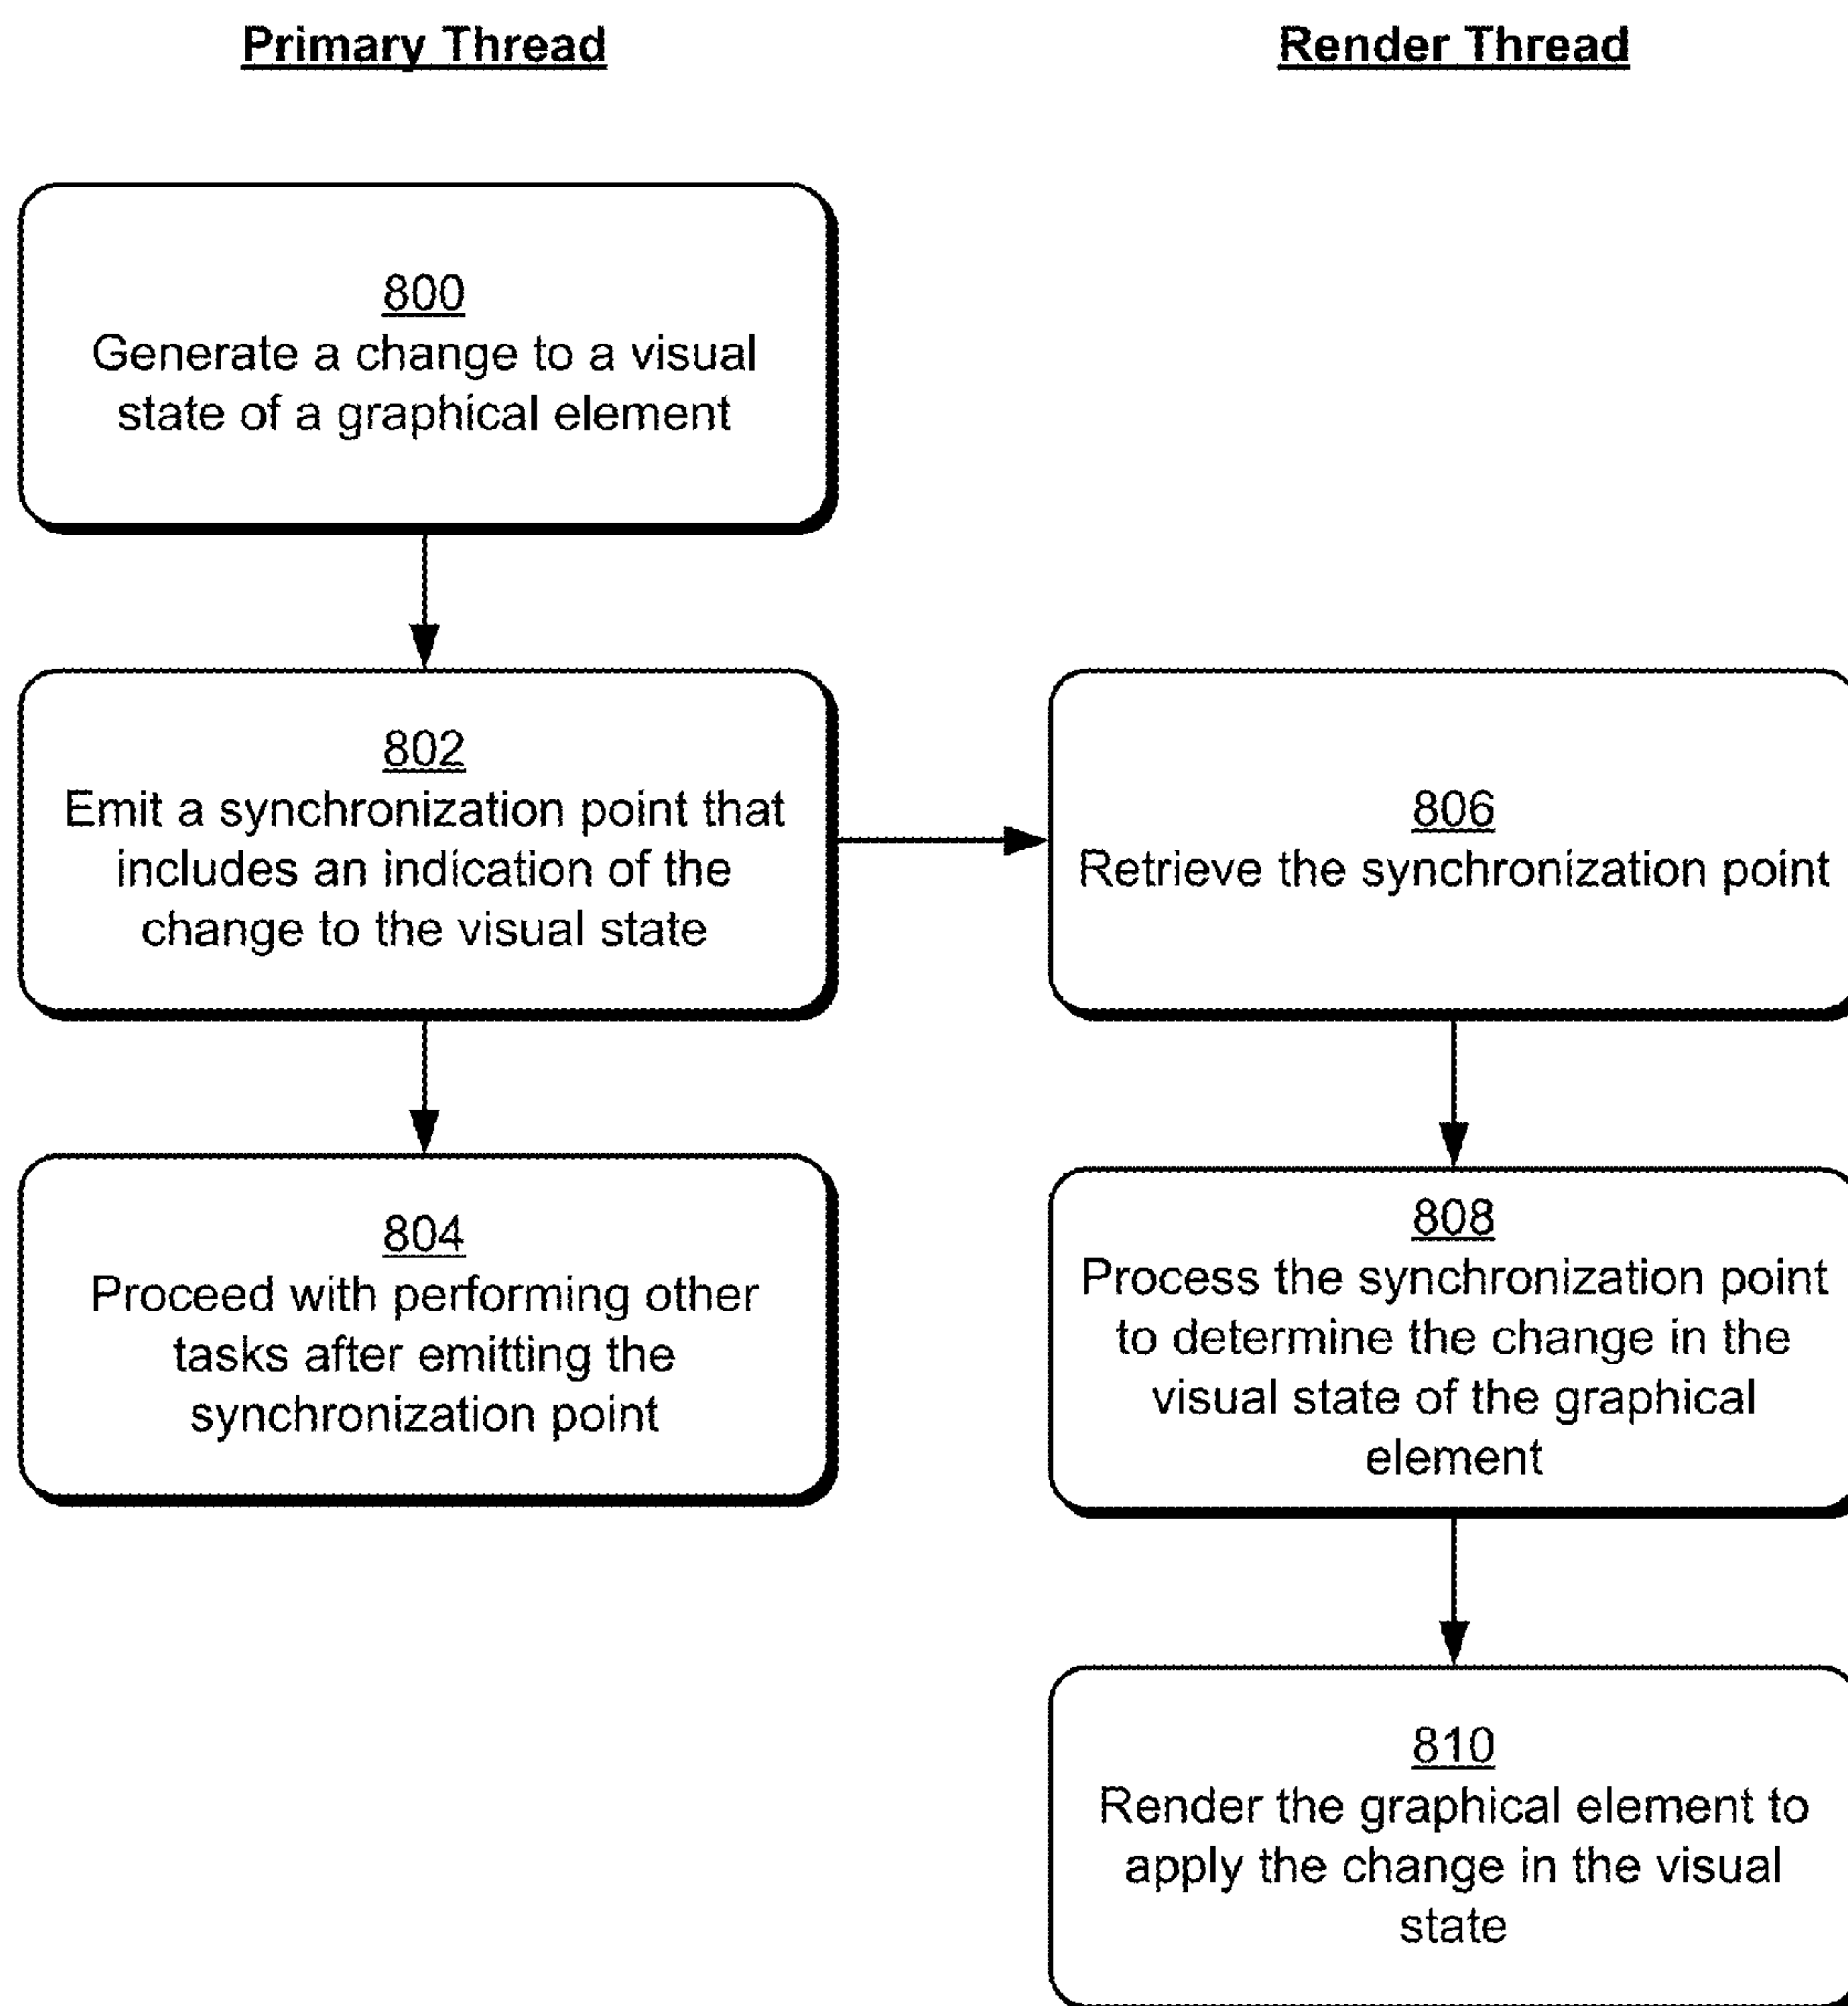 Primary Thread
Render Thread
800
Generate a change to a visual
state of a graphical element
802
Emit a synchronization point that
includes an indication of the
change to the visual state
806
Retrieve the synchronization point
804
Proceed with performing other
tasks after emitting the
synchronization point
808
Process the synchronization point
to determine the change in the
visual state of the graphical
element
810
Render the graphical element to
apply the change in the visual
state